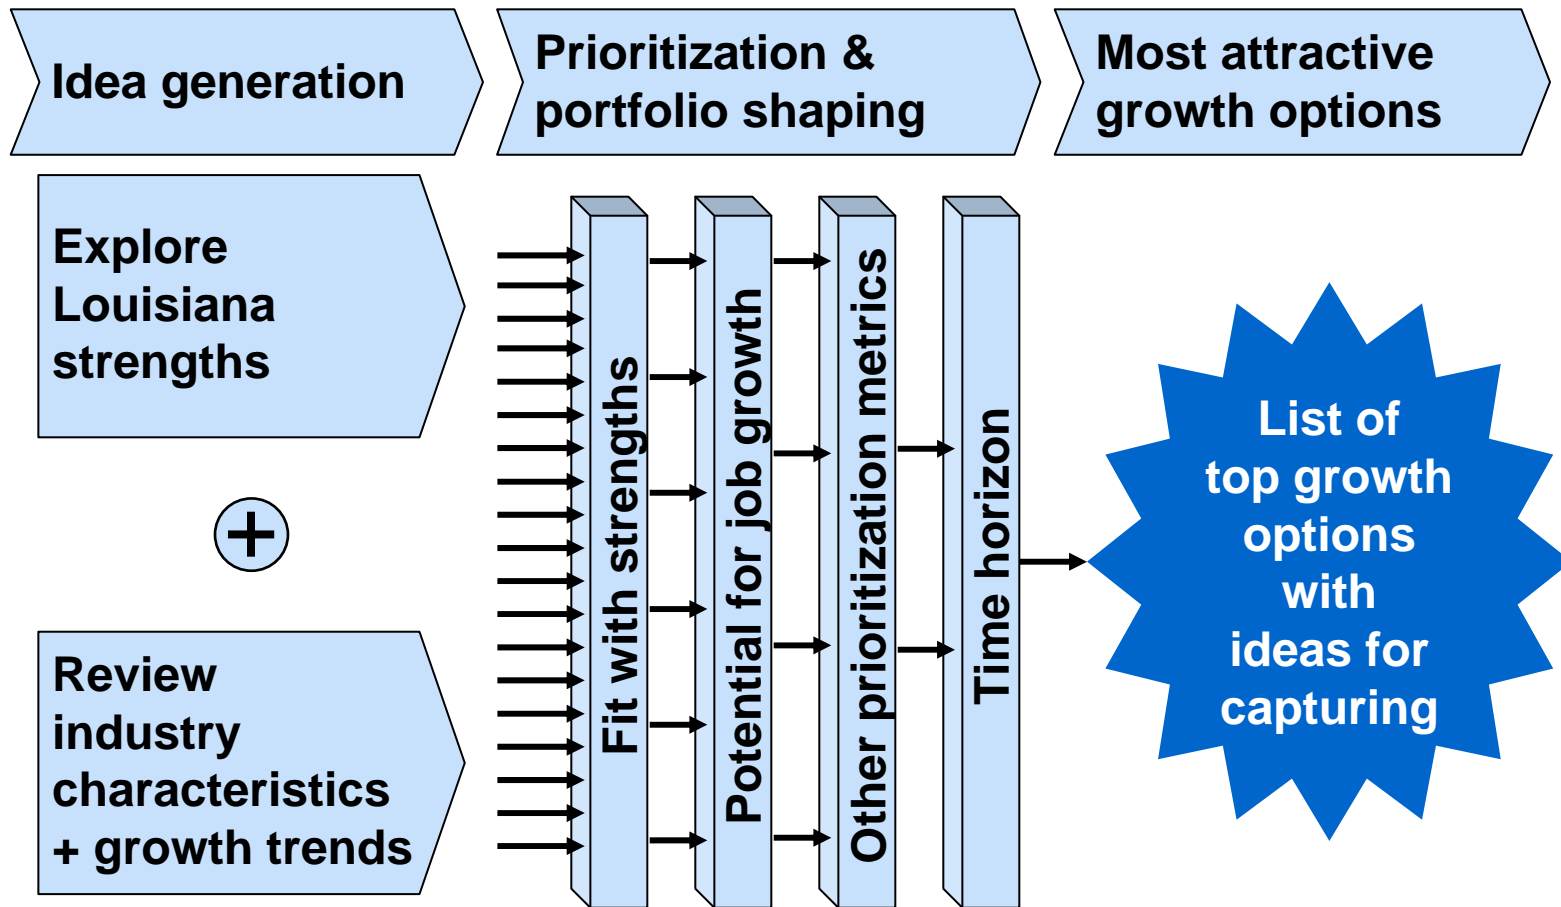 Idea generation
Prioritization &
portfolio shaping
Most attractive
growth options
Explore
Louisiana
strengths
+
Review
industry
characteristics
+ growth trends
Fit with strengths
Potential for job growth
Other prioritization metrics
Time horizon
List of
top growth
options
with
ideas for
capturing